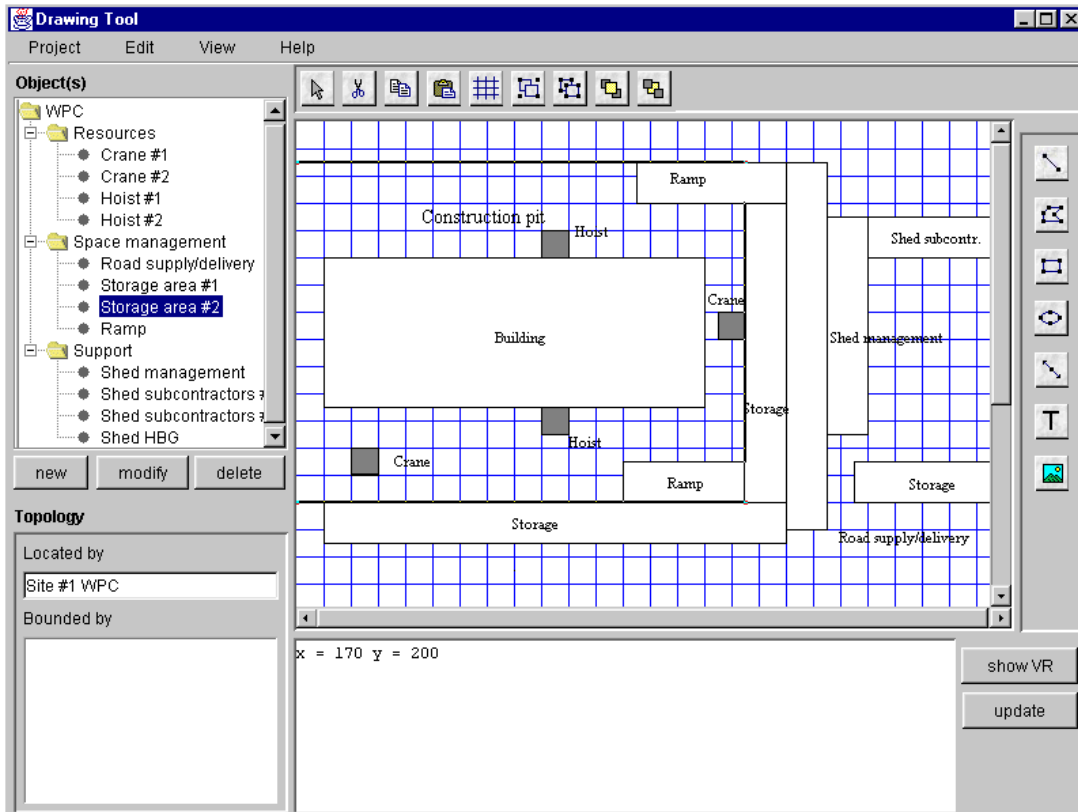 Drawing Tool
Project Edit View Help
Object(s)
WPC
Resources
Crane #1
Crane #2
Hoist #1
Hoist #2
Space management
Road supply/delivery
Storage area #1
Storage area #2
Ramp
Support
Shed management
Shed subcontractors #
Shed subcontractors #
Shed HBG
new modify delete
Topology
Located by
Site #1 WPC
Bounded by
Ramp
Construction pit
Hoist
Shed subcontr.
Crane
Building
Shed management
Storage
Hoist
Crane
Ramp
Storage
Storage
Road supply/delivery
T
x = 170 y = 200
show VR
update